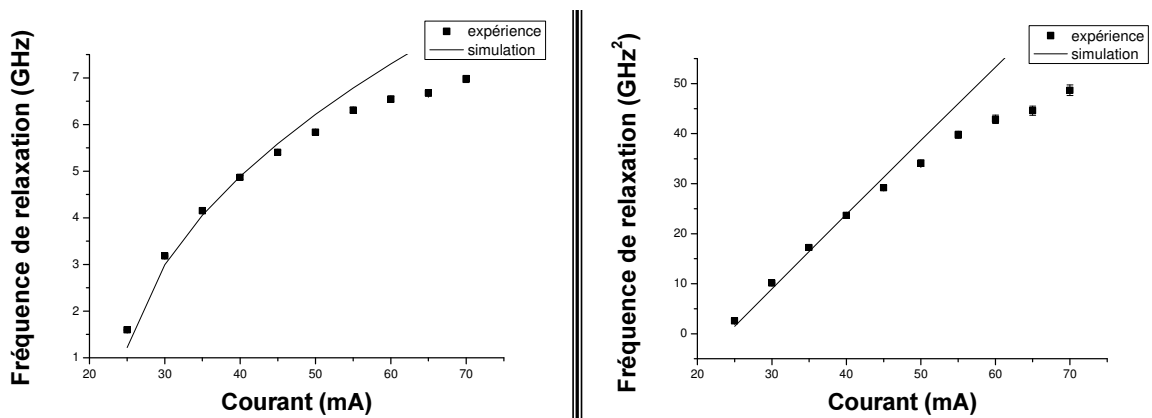 expérience
simulation
Fréquence de relaxation (GHz)
7
6
5
4
3
2
1
20 30 40 50 60 70
Courant (mA)
expérience
simulation
Fréquence de relaxation (GHz²)
50
40
30
20
10
0
20 30 40 50 60 70
Courant (mA)